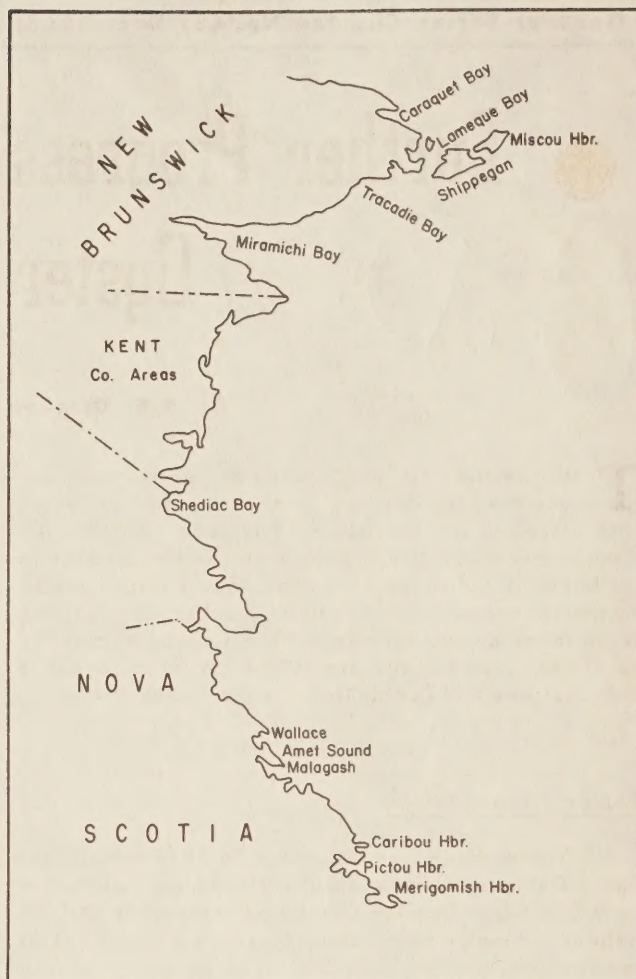 NEW
BRUNSWICK
Caraquet Bay
Lameque Bay
Miscou Hbr.
Shippegan
Tracadie Bay
Miramichi Bay
KENT
Co. Areas
Shediac Bay
NOVA
Wallace
Amet Sound
Malagash
SCOTIA
Caribou Hbr.
Pictou Hbr.
Merigomish Hbr.